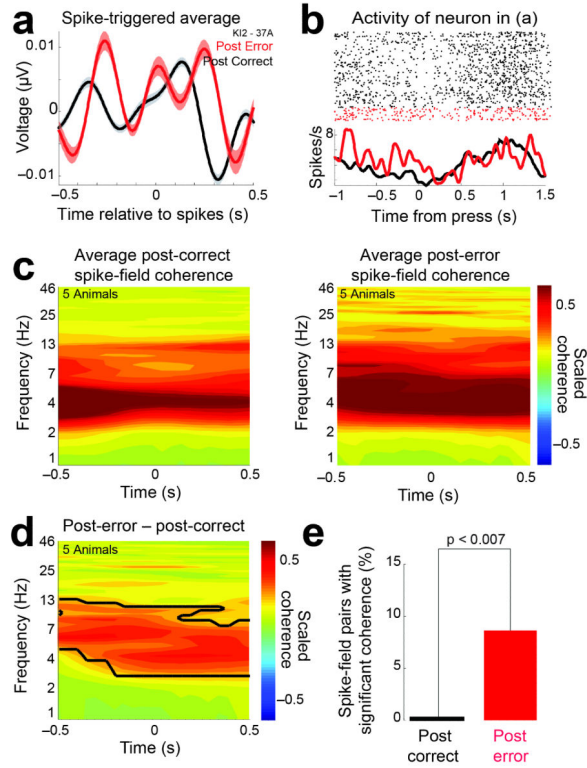 a
Spike-triggered average
KI2 - 37A
Post Error
Post Correct
Voltage (µV)
0.01
0
−0.01
−0.5
0
0.5
Time relative to spikes (s)
b
Activity of neuron in (a)
Spikes/s
8
−1
−0.5
0
0.5
1
1.5
Time from press (s)
c
Average post-correct
spike-field coherence
5 Animals
Frequency (Hz)
46
25
13
7
4
2
1
−0.5
0
0.5
Time (s)
Average post-error
spike-field coherence
5 Animals
Frequency (Hz)
46
25
13
7
4
2
1
−0.5
0
0.5
Time (s)
0.5
0
−0.5
Scaled
coherence
d
Post-error – post-correct
5 Animals
Frequency (Hz)
46
25
13
7
4
2
1
−0.5
0
0.5
Time (s)
0.5
0
−0.5
Scaled
coherence
e
p < 0.007
Spike-field pairs with
significant coherence (%)
15
10
5
0
Post
correct
Post
error